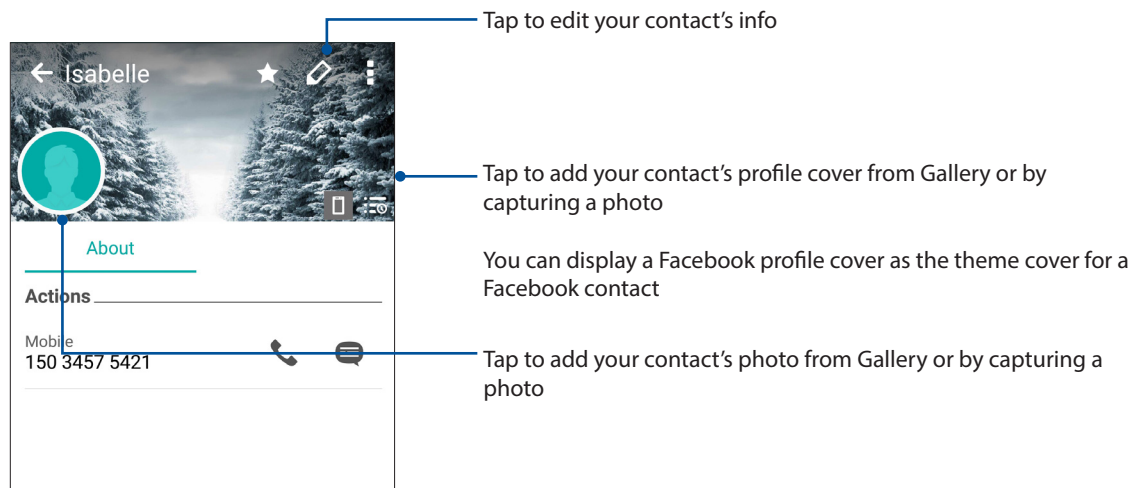 Tap to edit your contact’s info
Isabelle
Tap to add your contact’s profile cover from Gallery or by
capturing a photo
About
You can display a Facebook profile cover as the theme cover for a
Facebook contact
Actions
Mobile
150 3457 5421
Tap to add your contact’s photo from Gallery or by capturing a
photo